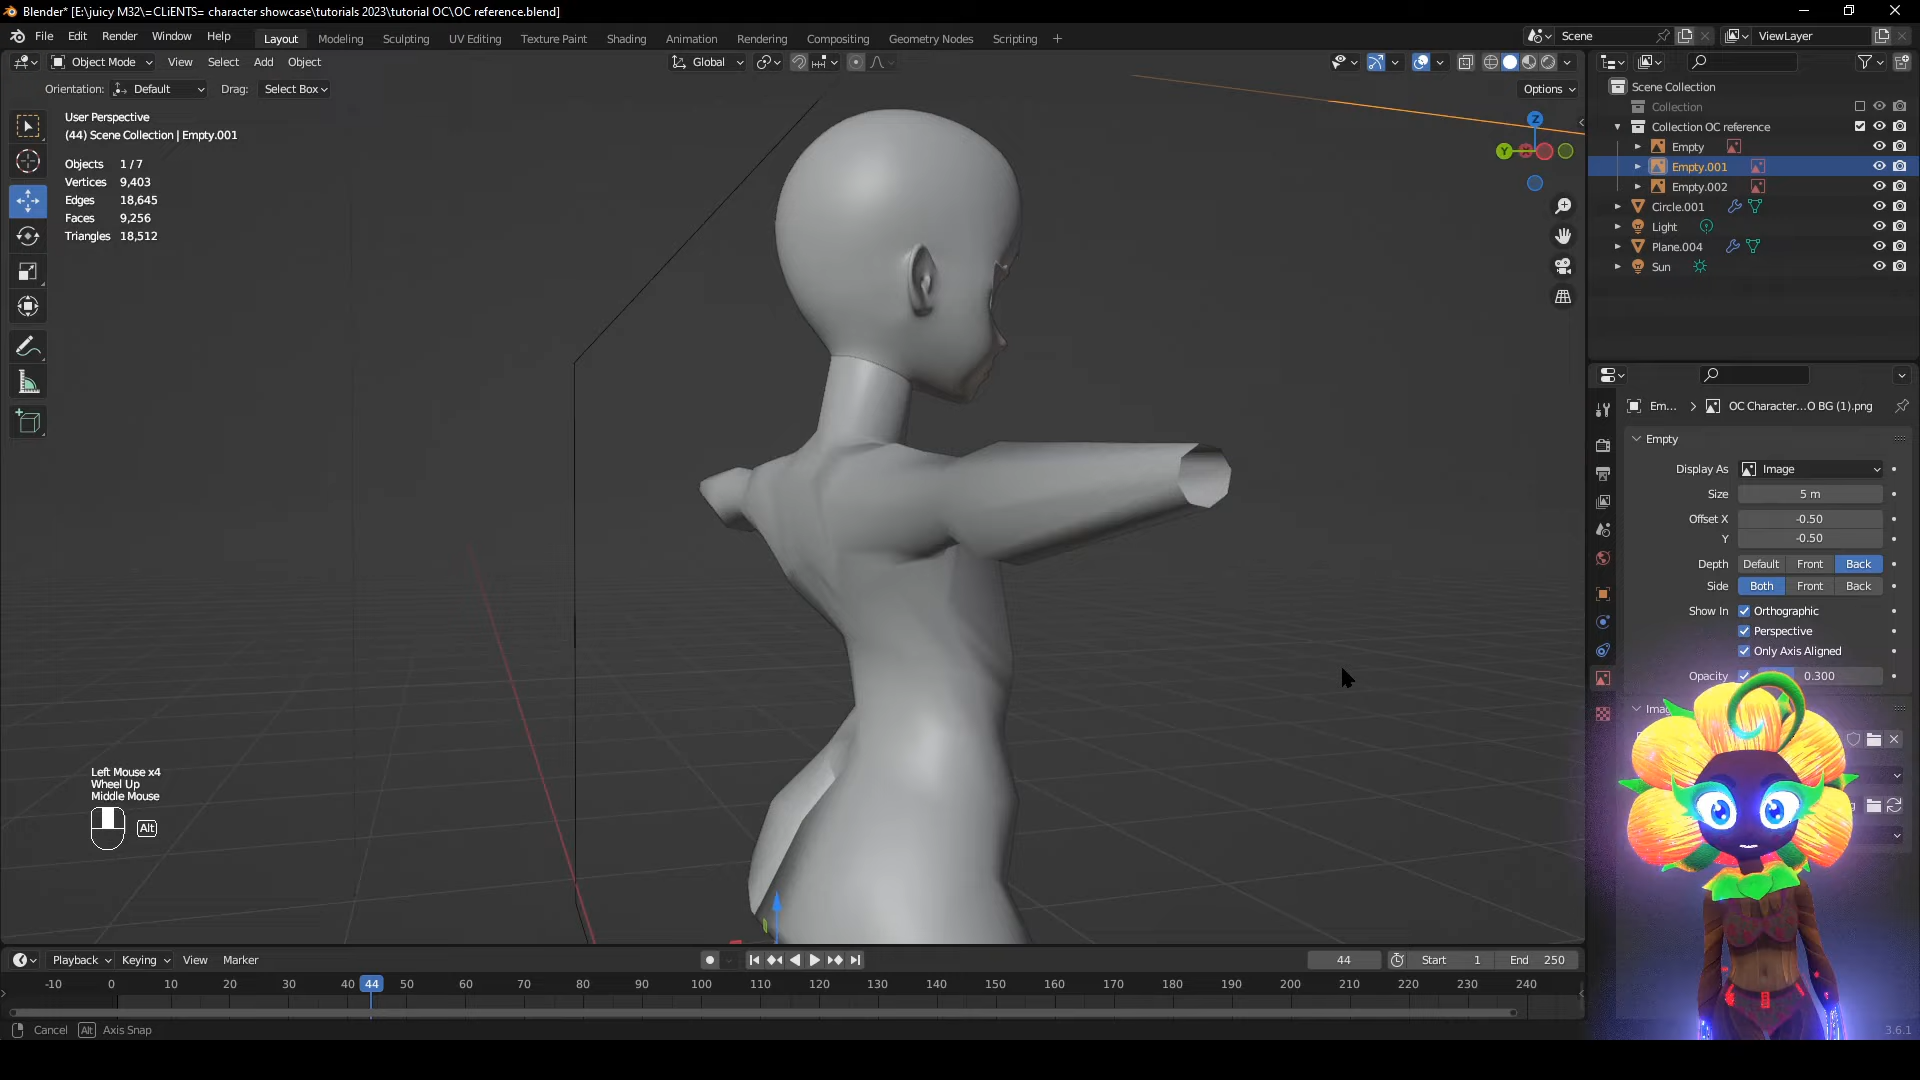 Blender* [E:\juicy M32\=CLiENTS= character showcase\tutorials 2023\tutorial OC\OC reference.blend]
File Edit Render Window Help Layout Modeling Sculpting UV Editing Texture Paint Shading Animation Rendering Compositing Geometry Nodes Scripting + Scene ViewLayer
Object Mode View Select Add Object Global
Orientation: Default Drag: Select Box Options
User Perspective
(44) Scene Collection | Empty.001
Objects 1/7
Vertices 9,403
Edges 18,645
Faces 9,256
Triangles 18,512
Z
Y
Left Mouse x4
Wheel Up
Middle Mouse
Alt
Scene Collection
Collection
Collection OC reference
Empty
Empty.001
Empty.002
Circle.001
Light
Plane.004
Sun
Em... OC Character...O BG (1).png
Empty
Display As Image
Size 5 m
Offset X -0.50
Y -0.50
Depth Default Front Back
Side Both Front Back
Show In Orthographic
Perspective
Only Axis Aligned
Opacity 0.300
Playback Keying View Marker 44 Start 1 End 250
-10 0 10 20 30 40 44 50 60 70 80 90 100 110 120 130 140 150 160 170 180 190 200 210 220 230 240
Cancel Alt Axis Snap 3.6.1